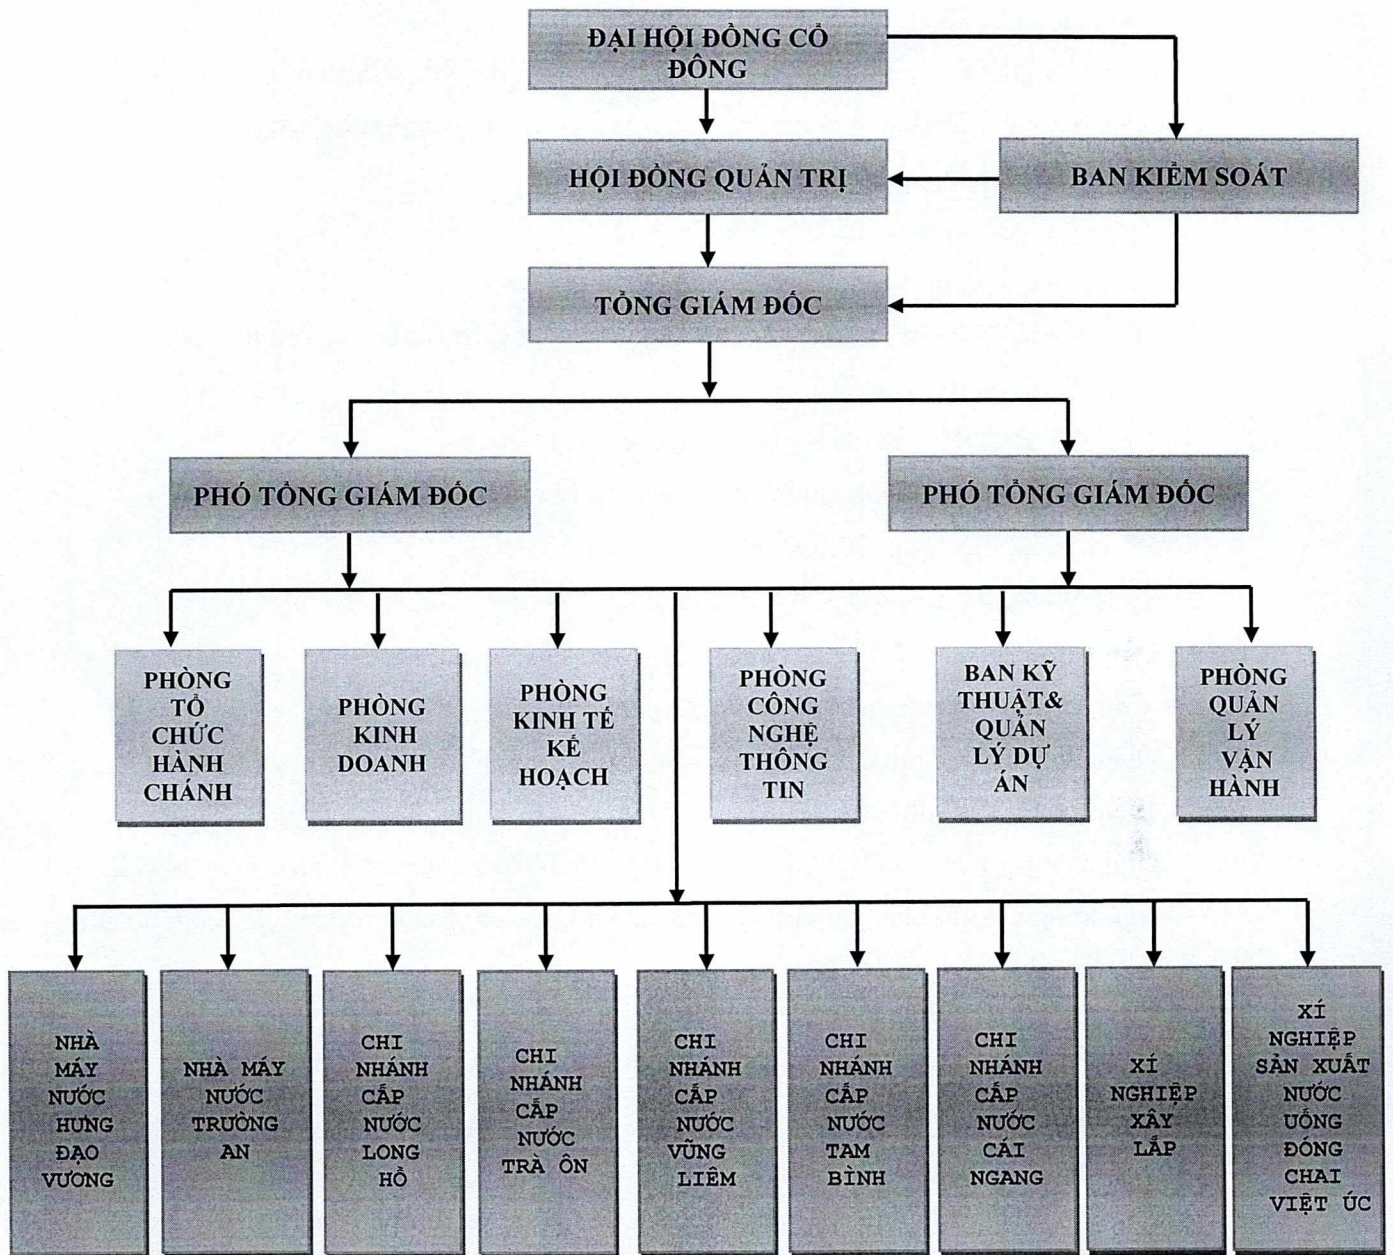 ĐẠI HỘI ĐỒNG CỔ
ĐÔNG
HỘI ĐỒNG QUẢN TRỊ
BAN KIỂM SOÁT
TỔNG GIÁM ĐỐC
PHÓ TỔNG GIÁM ĐỐC
PHÓ TỔNG GIÁM ĐỐC
PHÒNG
TỔ
CHỨC
HÀNH
CHÁNH
PHÒNG
KINH
DOANH
PHÒNG
KINH TẾ
KẾ
HOẠCH
PHÒNG
CÔNG
NGHỆ
THÔNG
TIN
BAN KỸ
THUẬT&
QUẢN
LÝ DỰ
ÁN
PHÒNG
QUẢN
LÝ
VẬN
HÀNH
NHÀ
MÁY
NƯỚC
HƯNG
ĐẠO
VƯƠNG
NHÀ MÁY
NƯỚC
TRƯỜNG
AN
CHI
NHÁNH
CẤP
NƯỚC
LONG
HỒ
CHI
NHÁNH
CẤP
NƯỚC
TRÀ ÔN
CHI
NHÁNH
CẤP
NƯỚC
VŨNG
LIÊM
CHI
NHÁNH
CẤP
NƯỚC
TAM
BÌNH
CHI
NHÁNH
CẤP
NƯỚC
CÁI
NGANG
XÍ
NGHIỆP
XÂY
LẮP
XÍ
NGHIỆP
SẢN XUẤT
NƯỚC
UỐNG
ĐÓNG
CHAI
VIỆT ÚC